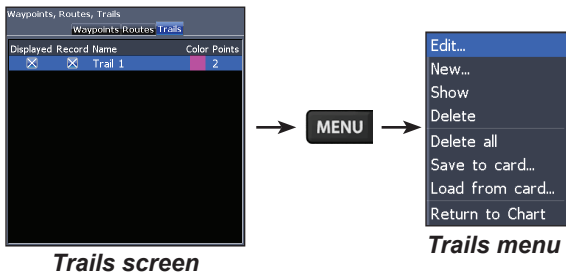 Waypoints, Routes, Trails
Waypoints Routes Trails
Displayed Record Name Color Points
Trail 1 2
MENU
Edit...
New...
Show
Delete
Delete all
Save to card...
Load from card...
Return to Chart
Trails screen
Trails menu